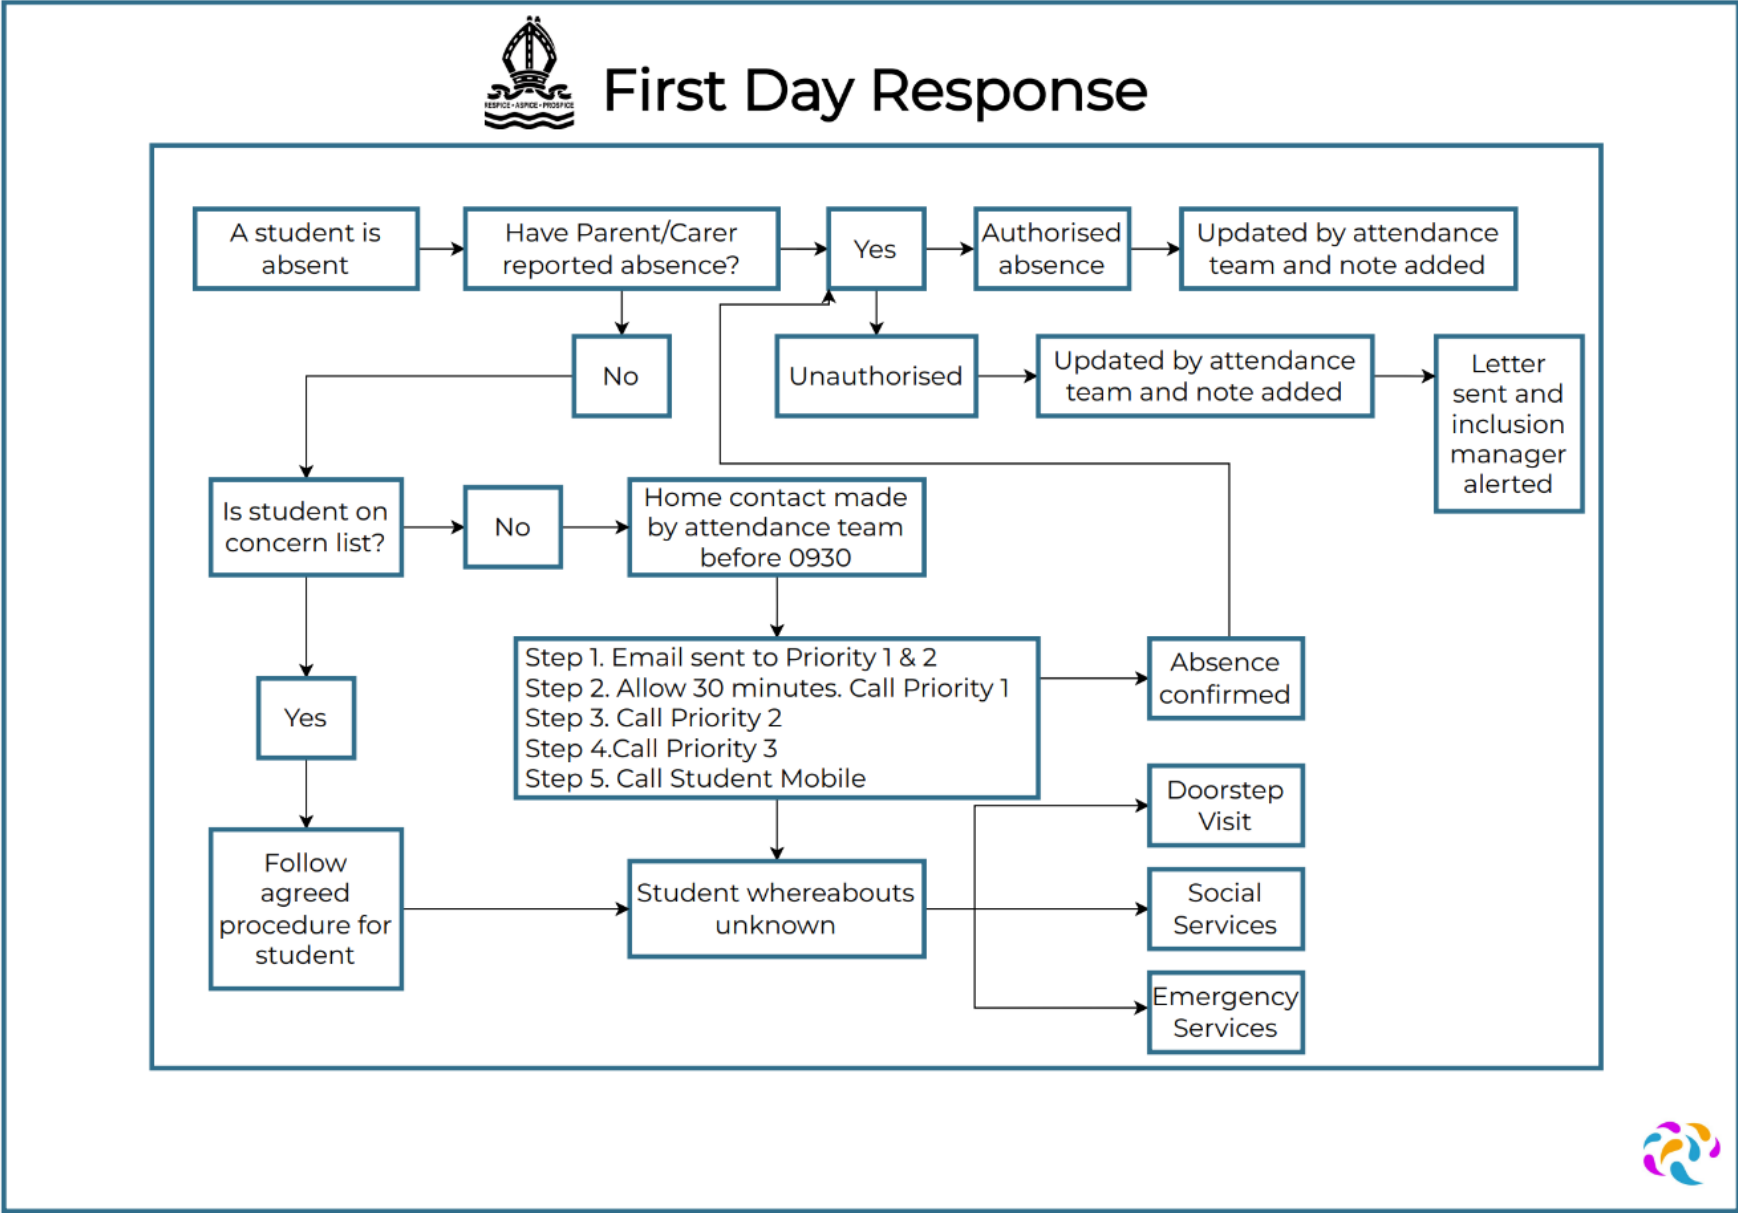 RESPICE • ASPICE • PROSPICE
First Day Response
A student is
absent
Have Parent/Carer
reported absence?
Yes
Authorised
absence
Updated by attendance
team and note added
No
Unauthorised
Updated by attendance
team and note added
Letter
sent and
inclusion
manager
alerted
Is student on
concern list?
No
Home contact made
by attendance team
before 0930
Step 1. Email sent to Priority 1 & 2
Step 2. Allow 30 minutes. Call Priority 1
Step 3. Call Priority 2
Step 4.Call Priority 3
Step 5. Call Student Mobile
Absence
confirmed
Yes
Doorstep
Visit
Follow
agreed
procedure for
student
Student whereabouts
unknown
Social
Services
Emergency
Services